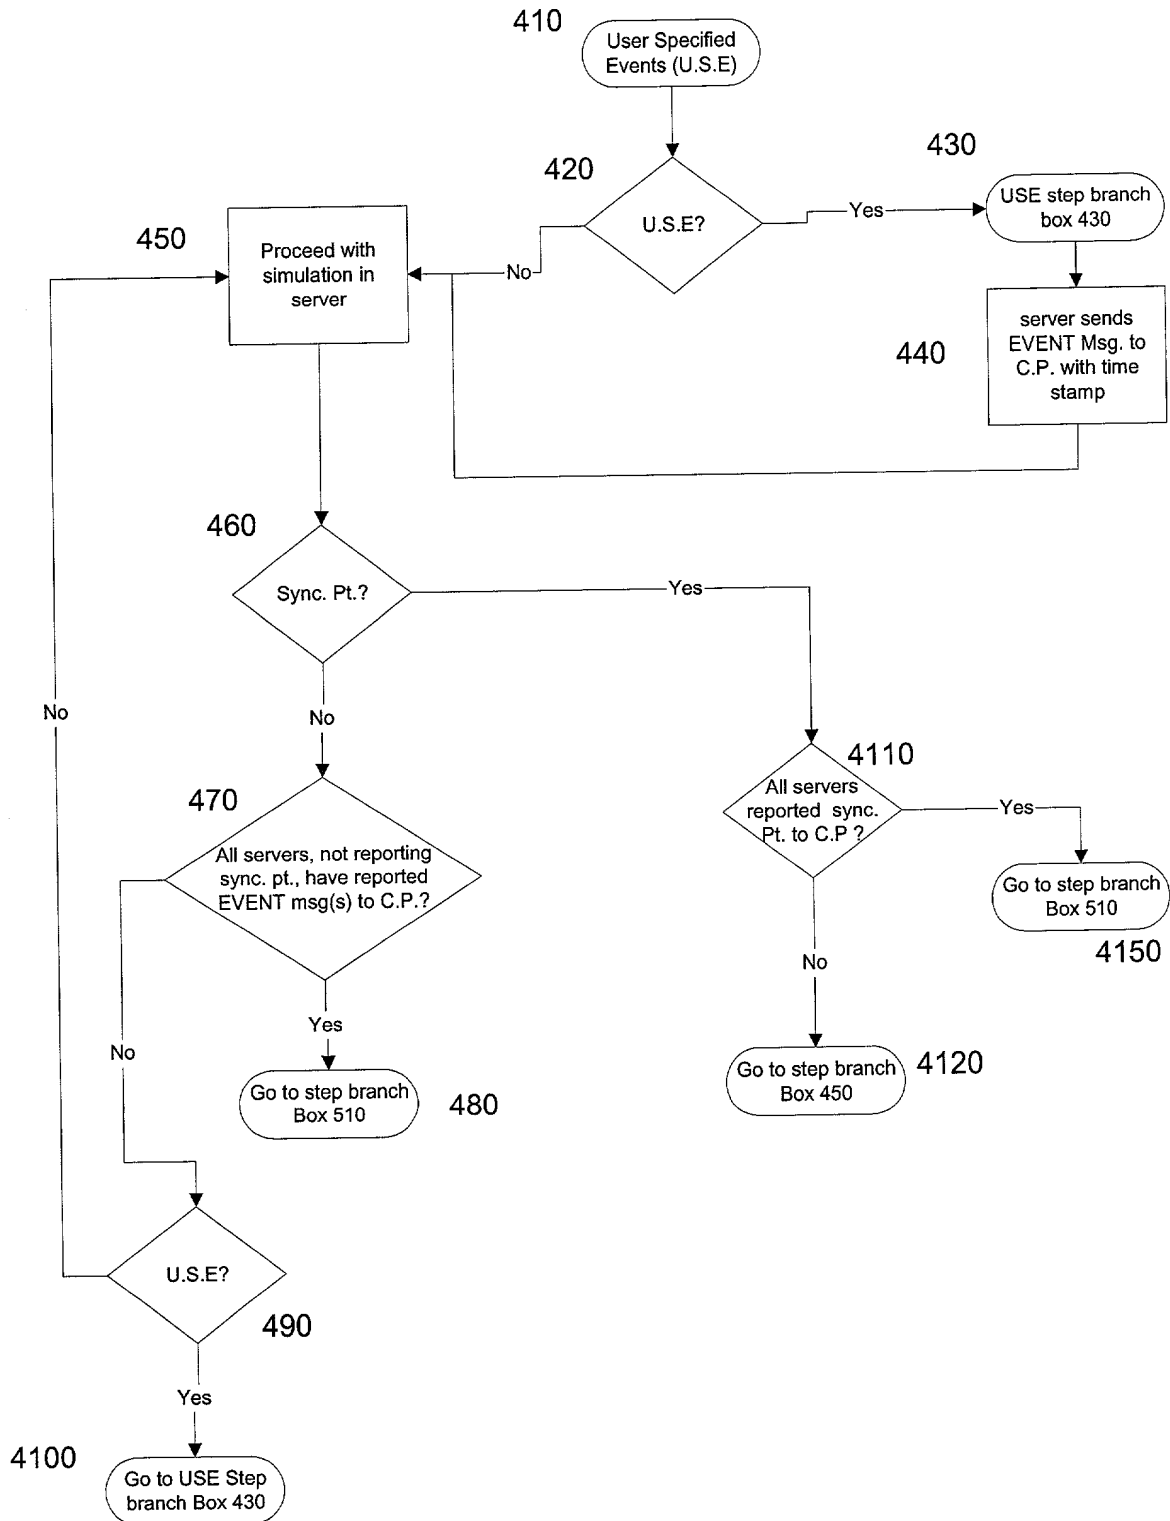 410
User Specified
Events (U.S.E)
420
U.S.E?
430
Yes
USE step branch
box 430
450
Proceed with
simulation in
server
No
440
server sends
EVENT Msg. to
C.P. with time
stamp
460
Sync. Pt.?
Yes
No
No
470
All servers, not reporting
sync. pt., have reported
EVENT msg(s) to C.P.?
4110
All servers
reported sync.
Pt. to C.P ?
Yes
Go to step branch
Box 510
4150
No
Yes
No
Go to step branch
Box 510
480
Go to step branch
Box 450
4120
U.S.E?
490
Yes
4100
Go to USE Step
branch Box 430